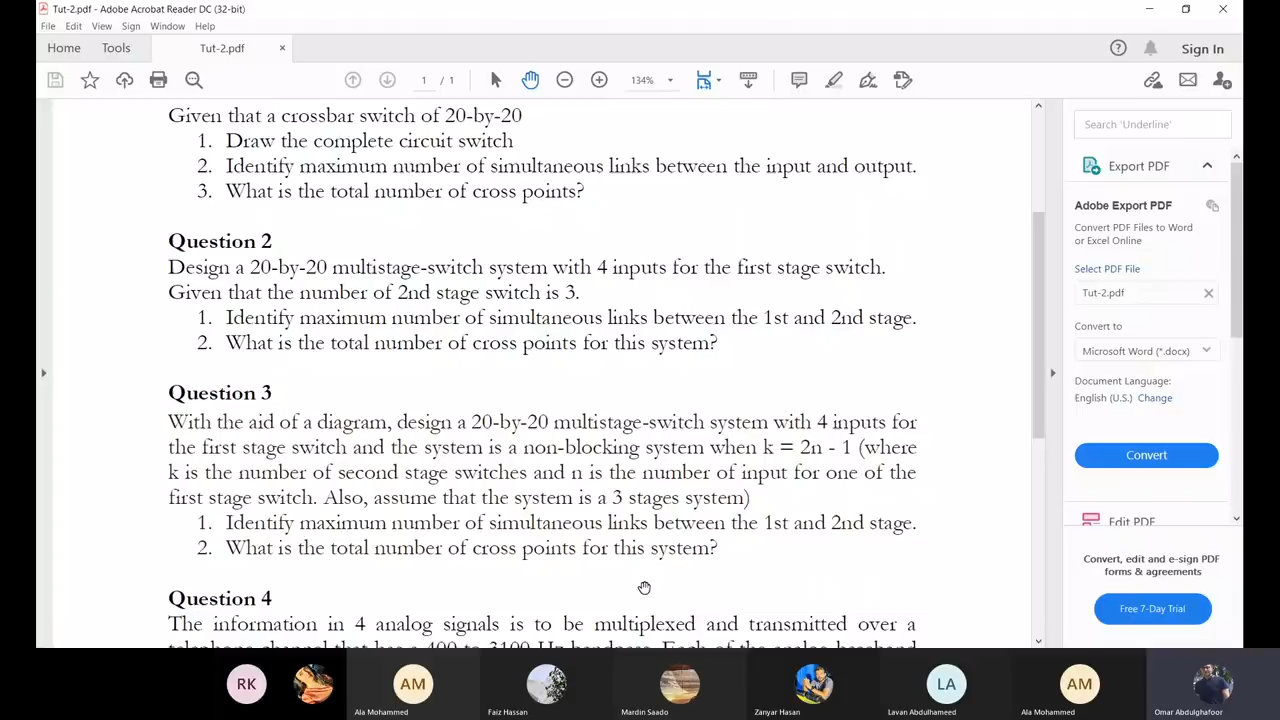 Tut-2.pdf - Adobe Acrobat Reader DC (32-bit)
File Edit View Sign Window Help
Home Tools Tut-2.pdf × Sign In
1 / 1 134%
Given that a crossbar switch of 20-by-20
1. Draw the complete circuit switch
2. Identify maximum number of simultaneous links between the input and output.
3. What is the total number of cross points?
Question 2
Design a 20-by-20 multistage-switch system with 4 inputs for the first stage switch.
Given that the number of 2nd stage switch is 3.
1. Identify maximum number of simultaneous links between the 1st and 2nd stage.
2. What is the total number of cross points for this system?
Question 3
With the aid of a diagram, design a 20-by-20 multistage-switch system with 4 inputs for
the first stage switch and the system is a non-blocking system when k = 2n - 1 (where
k is the number of second stage switches and n is the number of input for one of the
first stage switch. Also, assume that the system is a 3 stages system)
1. Identify maximum number of simultaneous links between the 1st and 2nd stage.
2. What is the total number of cross points for this system?
Question 4
The information in 4 analog signals is to be multiplexed and transmitted over a
telephone channel that has a 400 to 3100 Hz bandpass. Each of the analog baseband
Search 'Underline'
Export PDF
Adobe Export PDF
Convert PDF Files to Word
or Excel Online
Select PDF File
Tut-2.pdf
Convert to
Microsoft Word (*.docx)
Document Language:
English (U.S.) Change
Convert
Edit PDF
Convert, edit and e-sign PDF
forms & agreements
Free 7-Day Trial
RK AM LA AM
Ala Mohammed Faiz Hassan Mardin Saado Zanyar Hasan Lavan Abdulhameed Ala Mohammed Omar Abdulghafoor